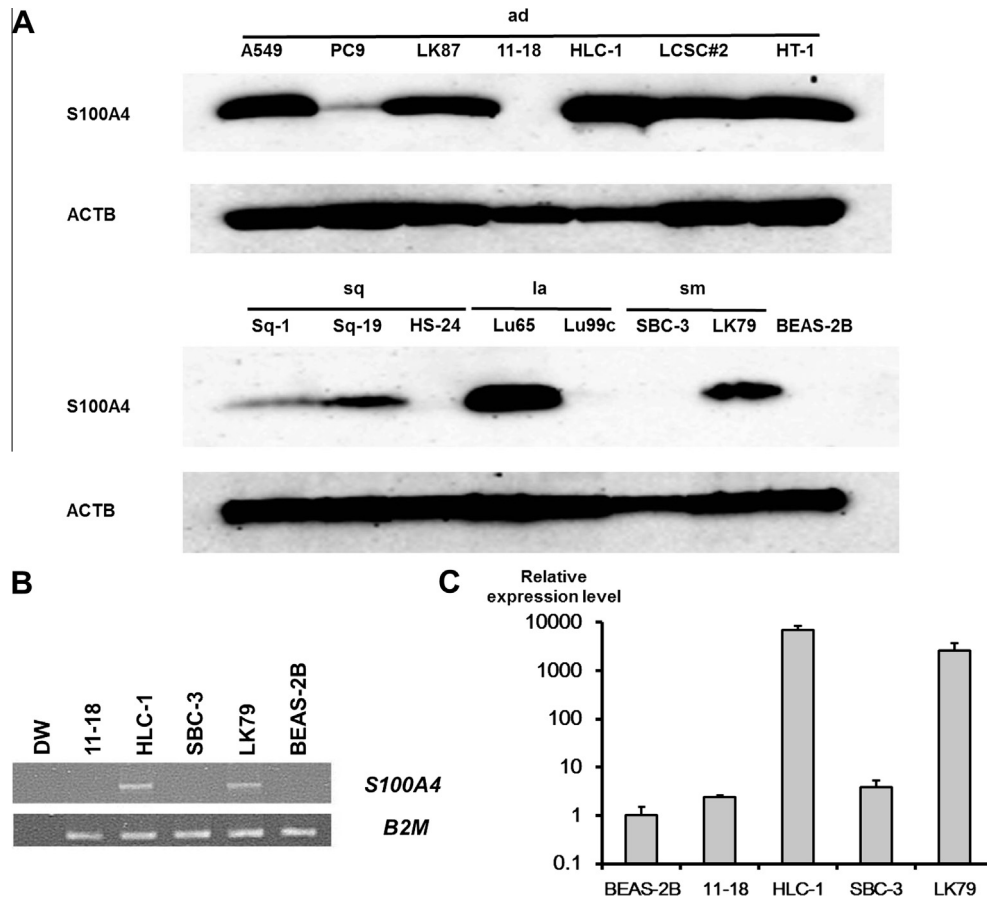 A
ad
A549 PC9 LK87 11-18 HLC-1 LCSC#2 HT-1
S100A4
ACTB
sq la sm
Sq-1 Sq-19 HS-24 Lu65 Lu99c SBC-3 LK79 BEAS-2B
S100A4
ACTB
B
DW 11-18 HLC-1 SBC-3 LK79 BEAS-2B
S100A4
B2M
C
Relative
expression level
10000
1000
100
10
1
0.1
BEAS-2B 11-18 HLC-1 SBC-3 LK79